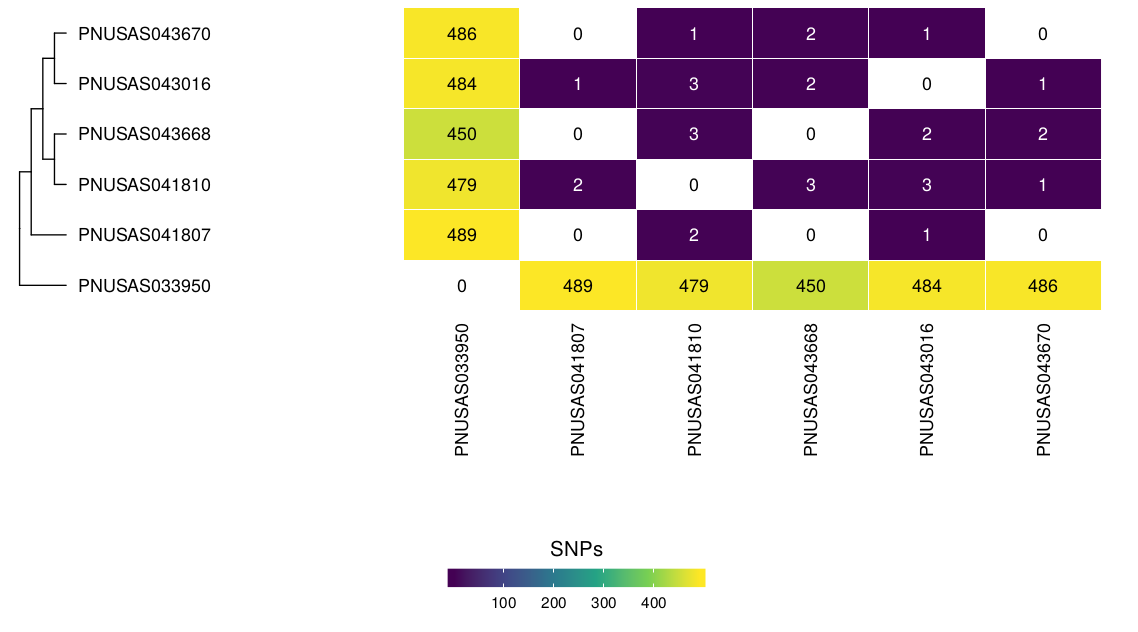 PNUSAS043670 486 0 1 2 1 0
PNUSAS043016 484 1 3 2 0 1
PNUSAS043668 450 0 3 0 2 2
PNUSAS041810 479 2 0 3 3 1
PNUSAS041807 489 0 2 0 1 0
PNUSAS033950 0 489 479 450 484 486
PNUSAS033950
PNUSAS041807
PNUSAS041810
PNUSAS043668
PNUSAS043016
PNUSAS043670
SNPs
100 200 300 400